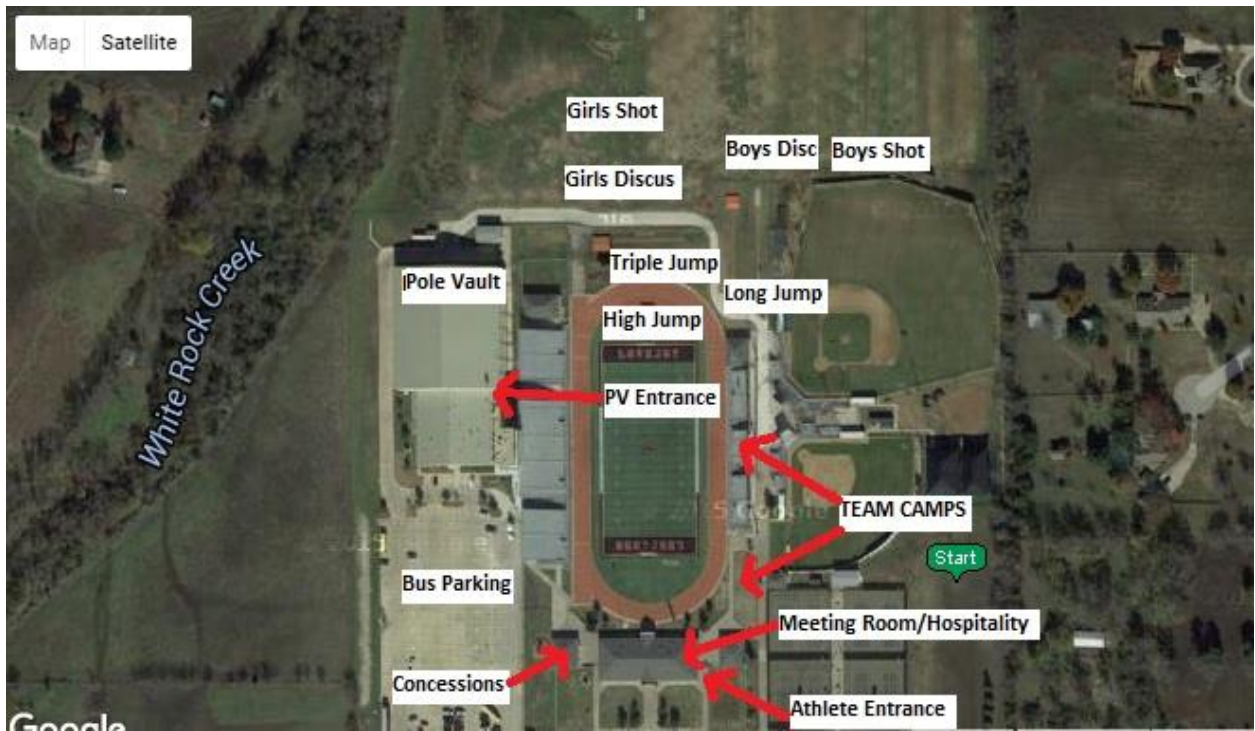 Map Satellite
Girls Shot
Boys Disc Boys Shot
Girls Discus
Triple Jump
Pole Vault
Long Jump
High Jump
White Rock Creek
PV Entrance
TEAM CAMPS
Start
Bus Parking
Meeting Room/Hospitality
Concessions
Athlete Entrance
Google